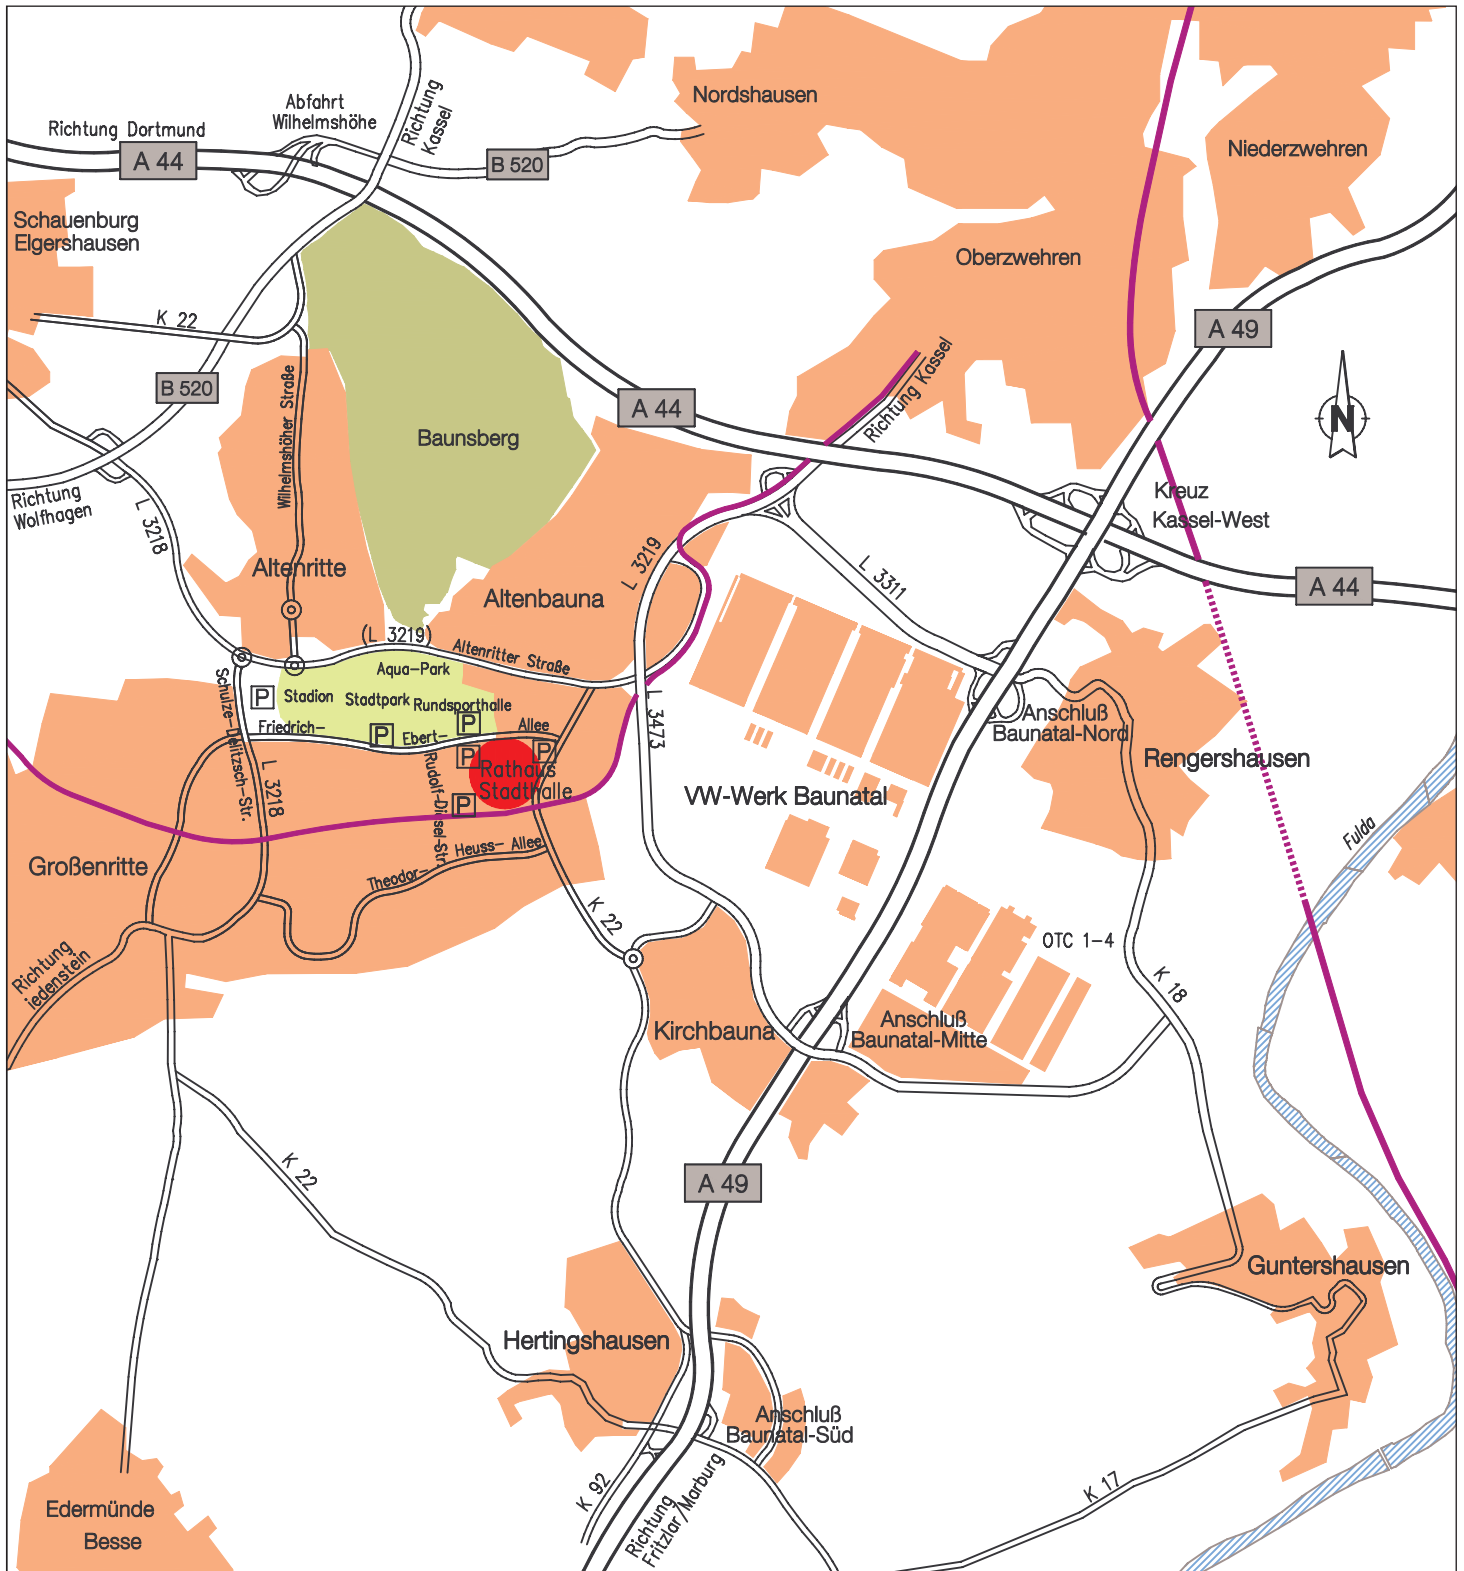 Nordshausen
Abfahrt
Wilhelmshöhe
Richtung
Kassel
Richtung Dortmund
A 44
B 520
Niederzwehren
Schauenburg
Elgershausen
Oberzwehren
K 22
A 49
B 520
Richtung Kassel
Wilhelmshöher Straße
A 44
N
Baunsberg
Richtung
Wolfhagen
L 3218
Kreuz
Kassel-West
L 3219
Altenritte
L 3311
A 44
Altenbauna
(L 3219)
Altenritter Straße
Aqua-Park
P
Stadion
Stadtpark
Rundsporthalle
Schulze-Delitzsch-Str.
Friedrich-
P
Ebert-
P
Allee
L 3473
Anschluß
Baunatal-Nord
P
P
Rathaus
Stadthalle
Rengershausen
L 3218
Rudolf-Diesel-Str.
P
VW-Werk Baunatal
Fulda
Großenritte
Theodor-
Heuss- Allee
K 22
OTC 1-4
Richtung
iedenstein
K 18
Kirchbauna
Anschluß
Baunatal-Mitte
K 22
A 49
Guntershausen
Hertingshausen
Anschluß
Baunatal-Süd
K 92
Richtung
Fritzlar/Marburg
K 17
Edermünde
Besse